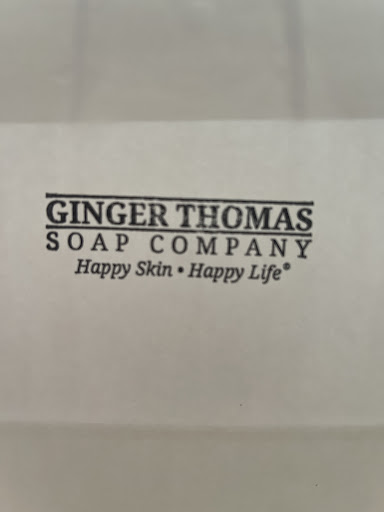 GINGER THOMAS
SOAP COMPANY
Happy Skin • Happy Life®